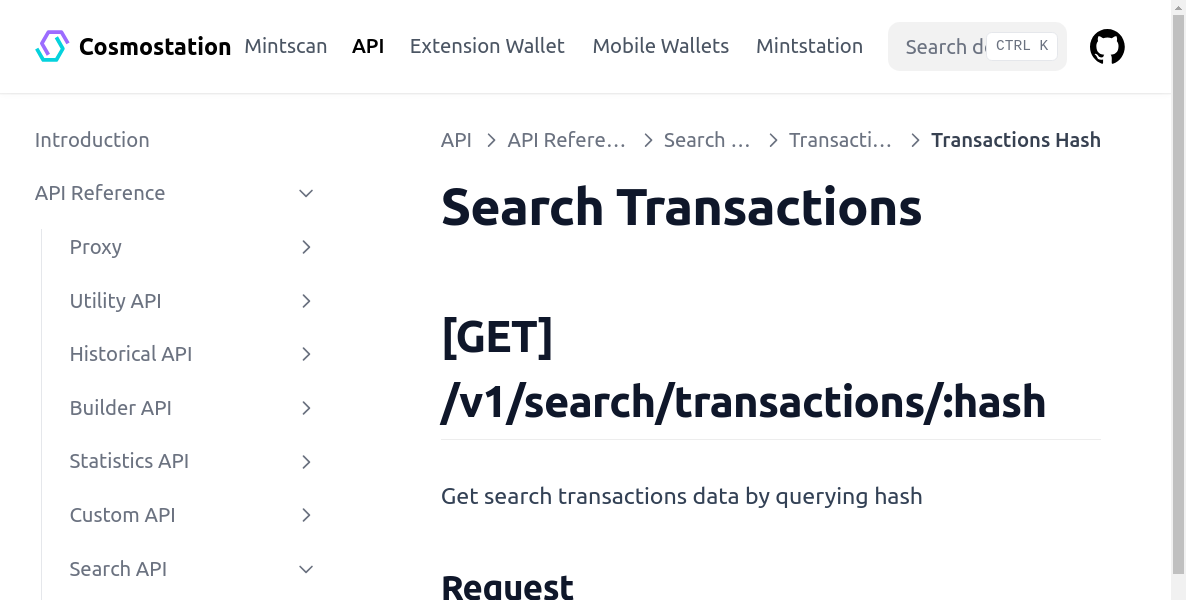 Cosmostation Mintscan API Extension Wallet Mobile Wallets Mintstation Search d CTRL K
Introduction
API Reference
Proxy
Utility API
Historical API
Builder API
Statistics API
Custom API
Search API
API > API Refere… > Search … > Transacti… > Transactions Hash
Search Transactions
[GET]
/v1/search/transactions/:hash
Get search transactions data by querying hash
Request